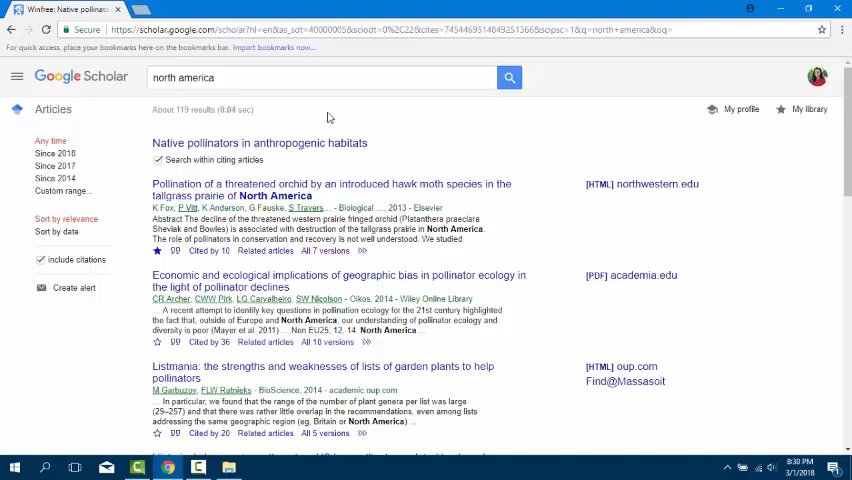 Winfree: Native pollinators
Secure
https://scholar.google.com/scholar?hl=en&as_sdt=40000005&sciodt=0%2C22&cites=7454469514849251366&scipsc=1&q=north+america&oq=
For quick access, place your bookmarks here on the bookmarks bar. Import bookmarks now...
Google Scholar
north america
Articles
About 119 results (0.04 sec)
My profile
My library
Any time
Since 2018
Since 2017
Since 2014
Custom range...
Sort by relevance
Sort by date
include citations
Create alert
Native pollinators in anthropogenic habitats
Search within citing articles
Pollination of a threatened orchid by an introduced hawk moth species in the
tallgrass prairie of North America
K Fox, P Vitt, K Anderson, G Fauske, S Travers... - Biological ..., 2013 - Elsevier
Abstract The decline of the threatened western prairie fringed orchid (Platanthera praeclara
Sheviak and Bowles) is associated with destruction of the tallgrass prairie in North America.
The role of pollinators in conservation and recovery is not well understood. We studied
Cited by 10 Related articles All 7 versions
[HTML] northwestern.edu
Economic and ecological implications of geographic bias in pollinator ecology in
the light of pollinator declines
CR Archer, CWW Pirk, LG Carvalheiro, SW Nicolson - Oikos, 2014 - Wiley Online Library
... A recent attempt to identify key questions in pollination ecology for the 21st century highlighted
the fact that, outside of Europe and North America, our understanding of pollinator ecology and
diversity is poor (Mayer et al. 2011) ... Non EU25, 12, 14. North America ...
Cited by 36 Related articles All 10 versions
[PDF] academia.edu
Listmania: the strengths and weaknesses of lists of garden plants to help
pollinators
M Garbuzov, FLW Ratnieks - BioScience, 2014 - academic.oup.com
... In particular, we found that the range of the number of plant genera per list was large
(29–257) and that there was rather little overlap in the recommendations, even among lists
addressing the same geographic region (eg, Britain or North America) ...
Cited by 20 Related articles All 5 versions
[HTML] oup.com
Find@Massasoit
8:30 PM
3/1/2018